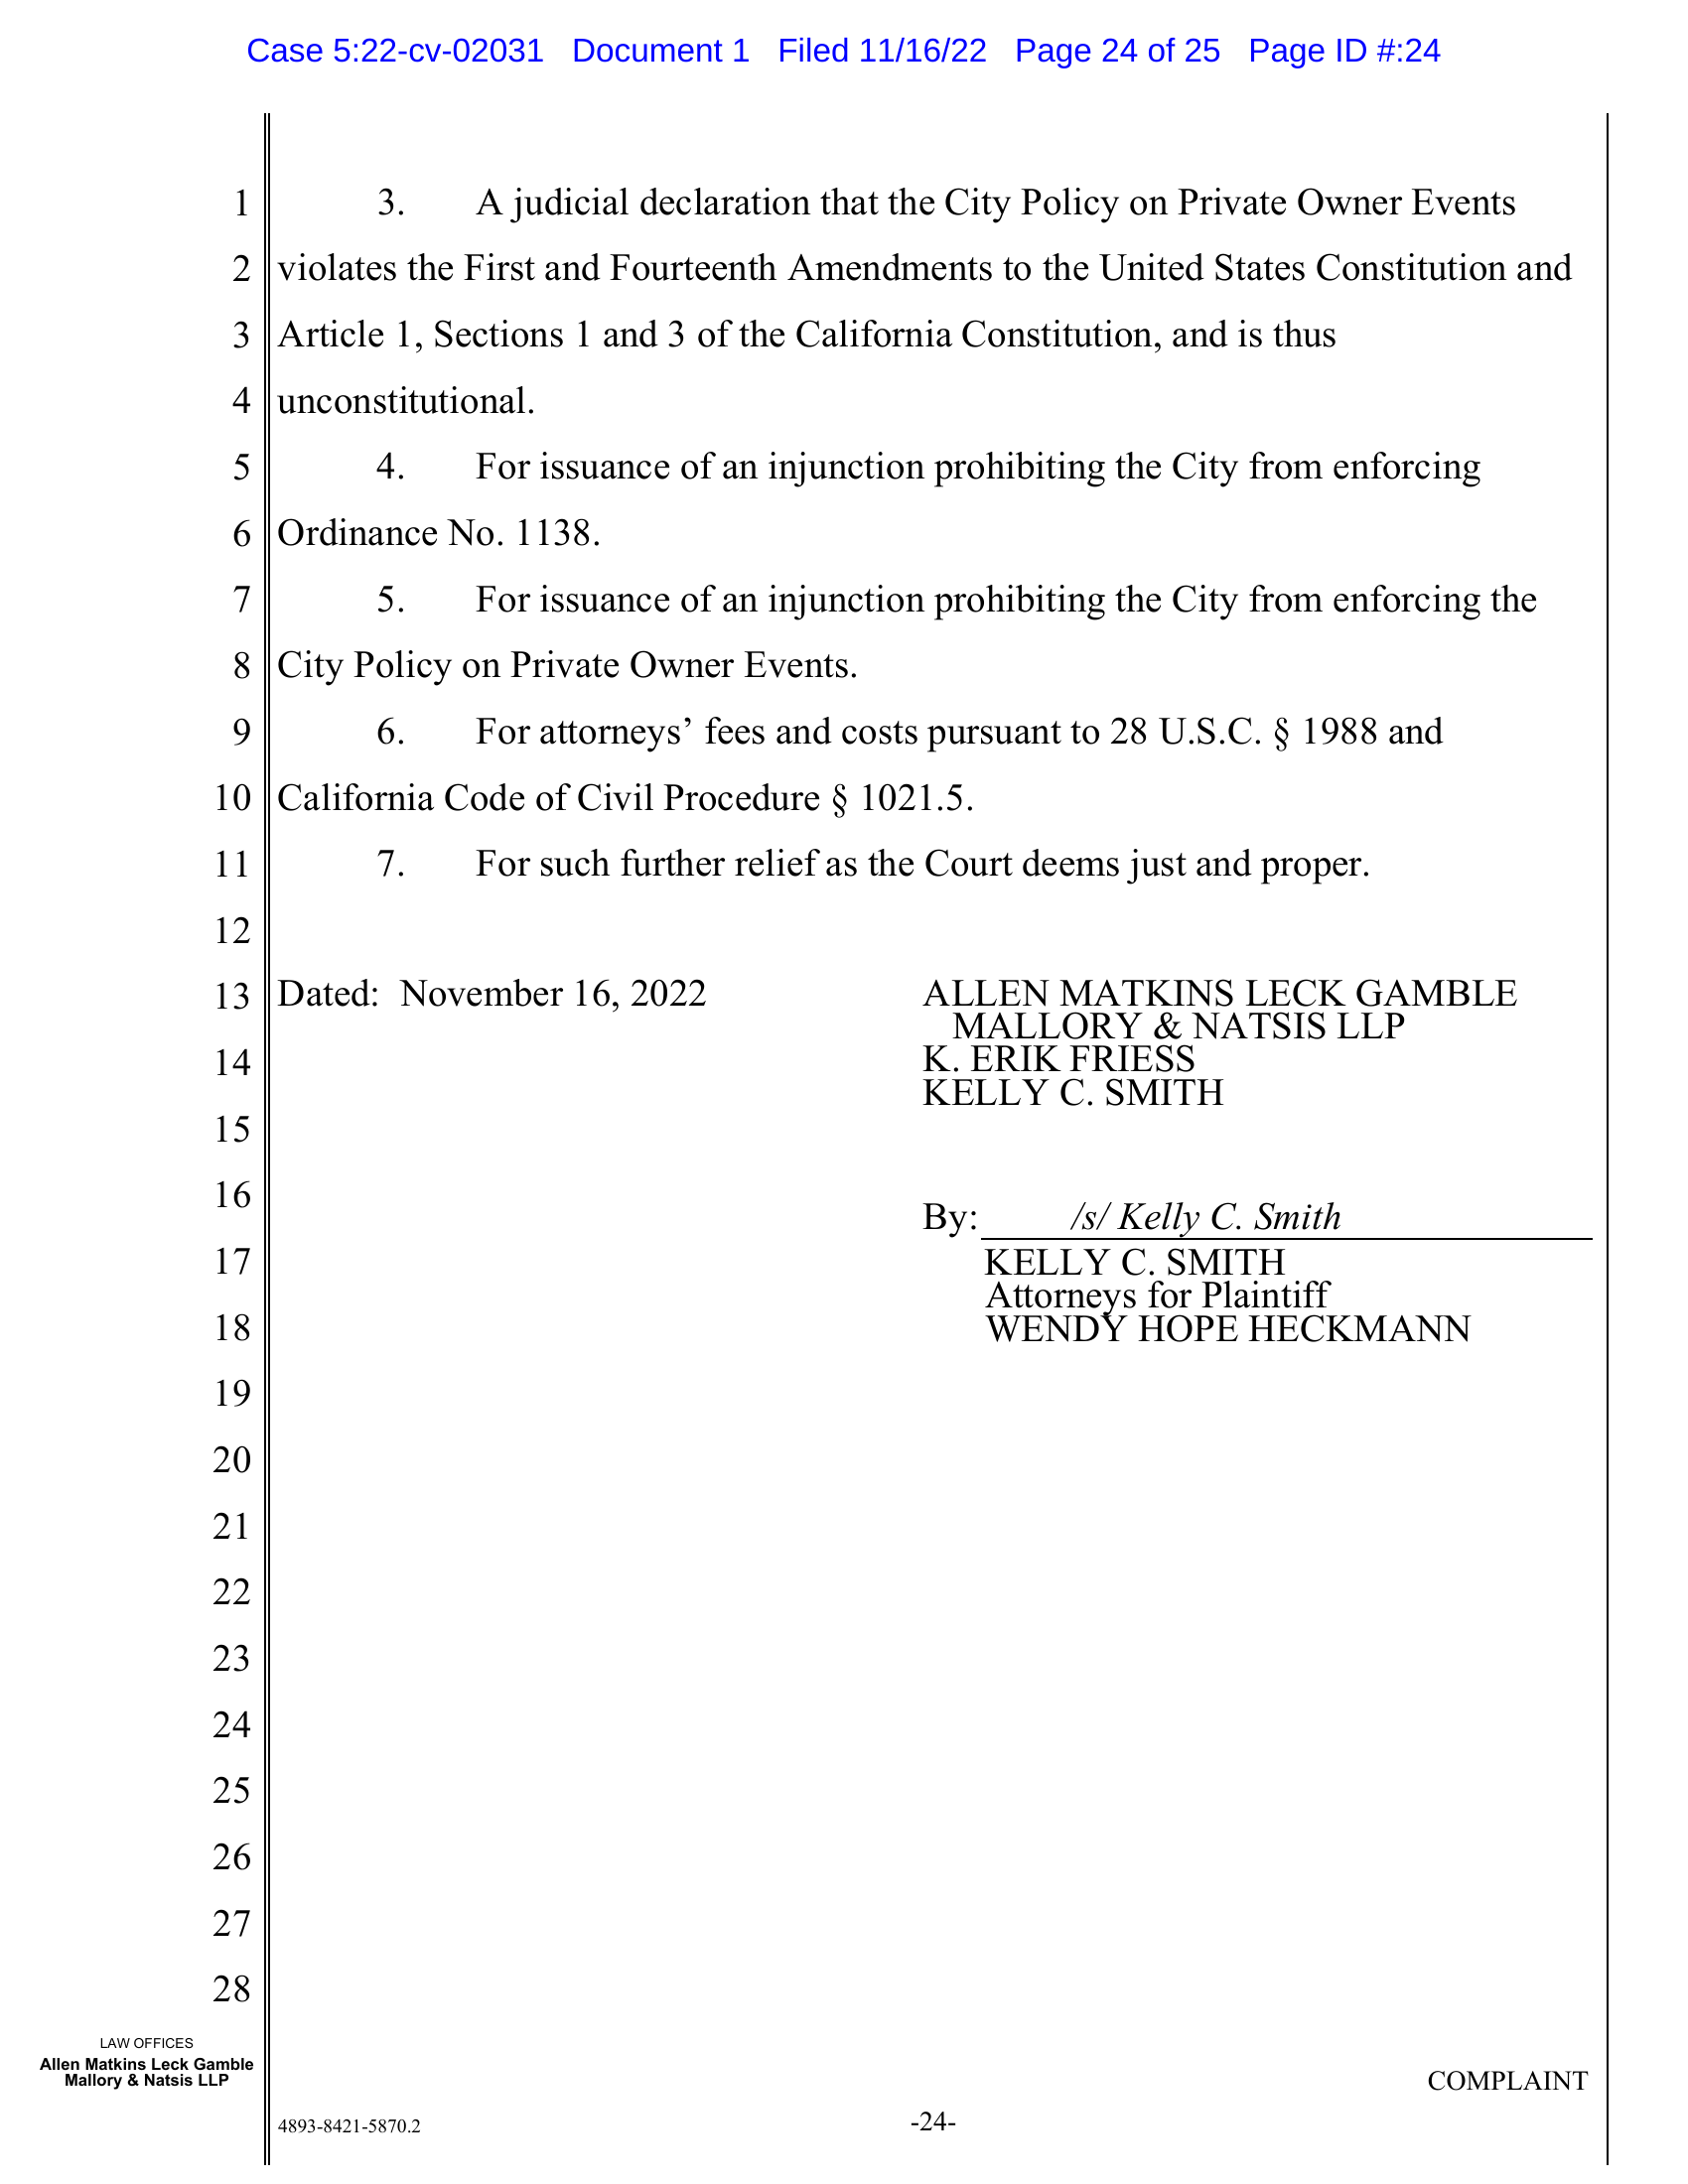 Case 5:22-cv-02031 Document 1 Filed 11/16/22 Page 24 of 25 Page ID #:24
1 3. A judicial declaration that the City Policy on Private Owner Events
2 violates the First and Fourteenth Amendments to the United States Constitution and
3 Article 1, Sections 1 and 3 of the California Constitution, and is thus
4 unconstitutional.
5 4. For issuance of an injunction prohibiting the City from enforcing
6 Ordinance No. 1138.
7 5. For issuance of an injunction prohibiting the City from enforcing the
8 City Policy on Private Owner Events.
9 6. For attorneys’ fees and costs pursuant to 28 U.S.C. § 1988 and
10 California Code of Civil Procedure § 1021.5.
11 7. For such further relief as the Court deems just and proper.
12
13 Dated: November 16, 2022 ALLEN MATKINS LECK GAMBLE
MALLORY & NATSIS LLP
14 K. ERIK FRIESS
KELLY C. SMITH
15
16 By: /s/ Kelly C. Smith
17 KELLY C. SMITH
Attorneys for Plaintiff
18 WENDY HOPE HECKMANN
19
20
21
22
23
24
25
26
27
28
LAW OFFICES
Allen Matkins Leck Gamble
Mallory & Natsis LLP
COMPLAINT
4893-8421-5870.2 -24-